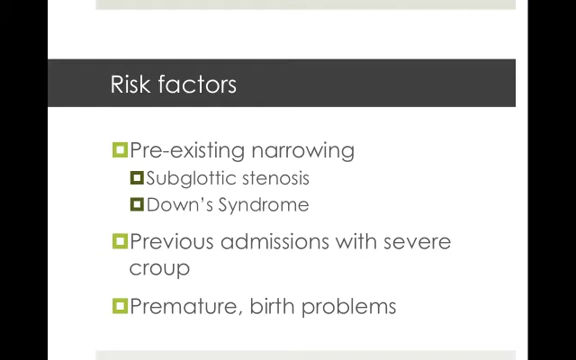 Risk factors
Pre-existing narrowing
Subglottic stenosis
Down's Syndrome
Previous admissions with severe
croup
Premature, birth problems